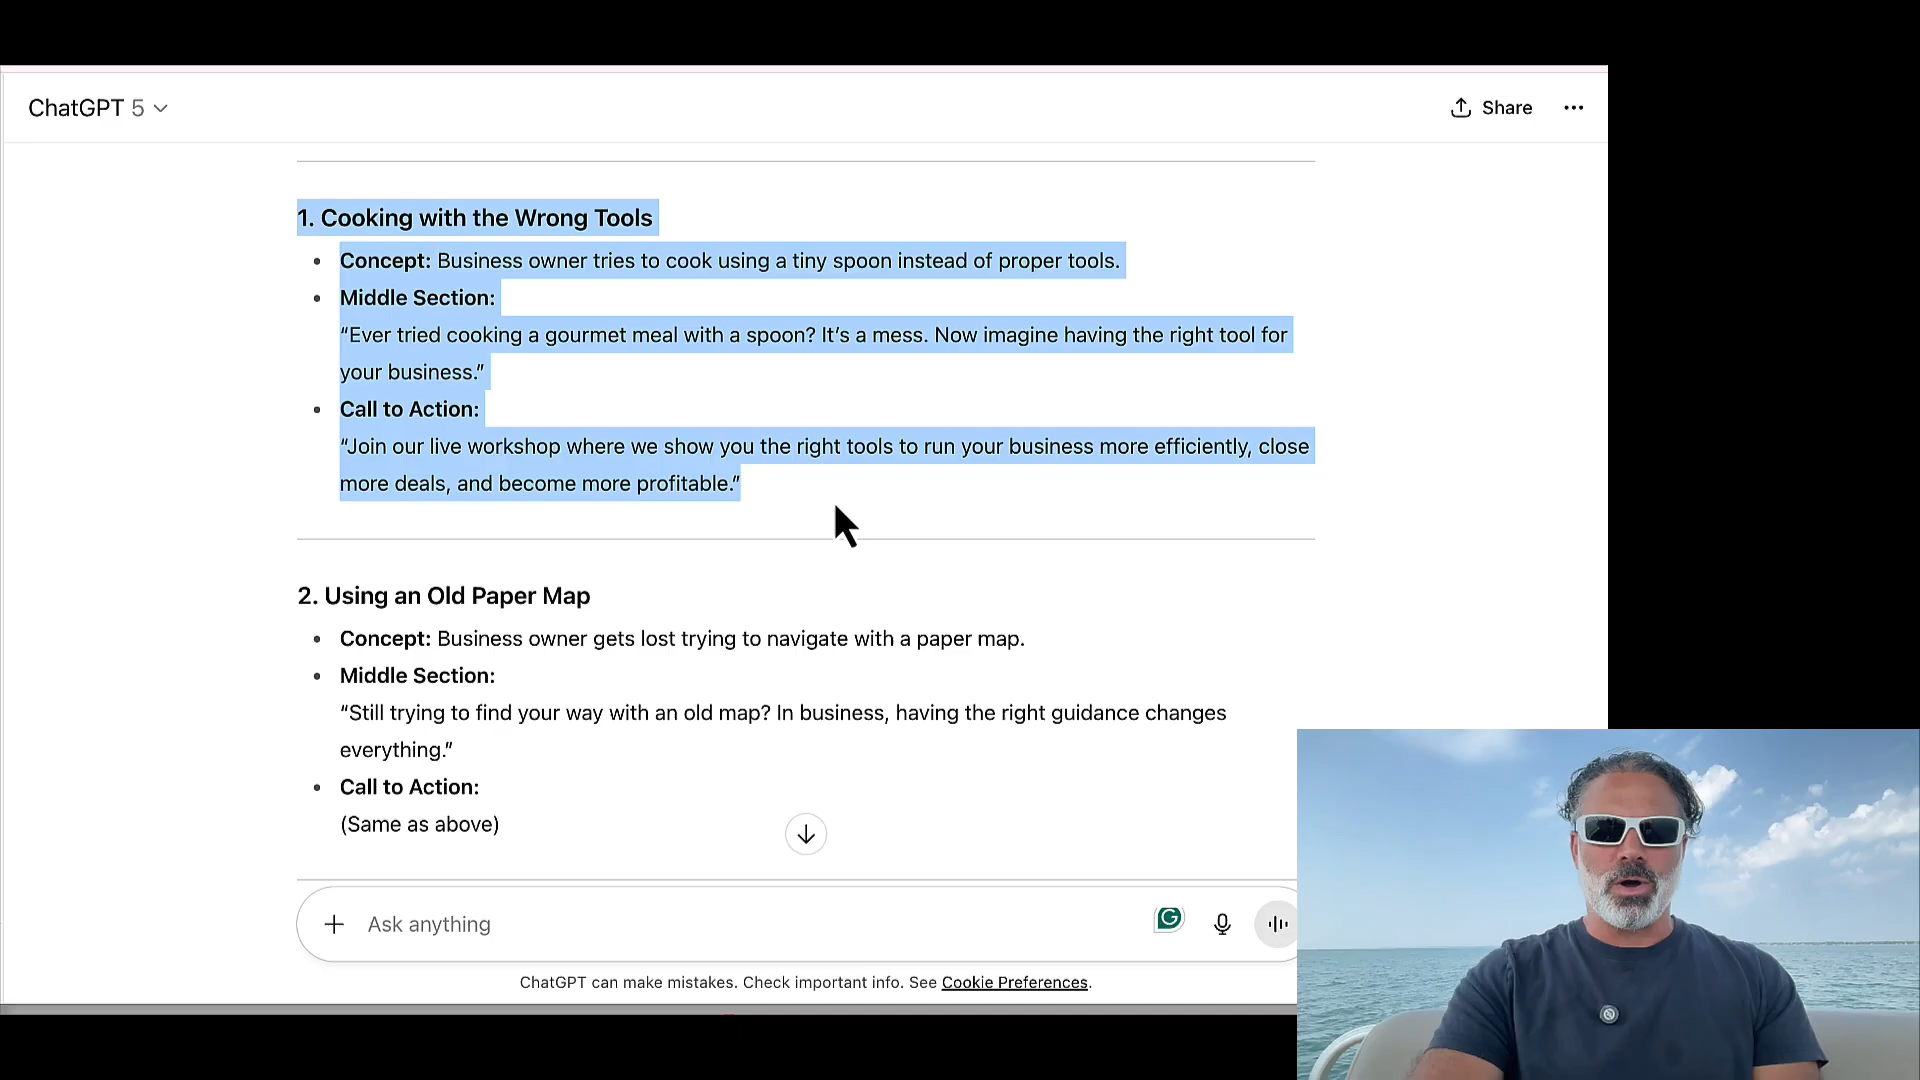 ChatGPT 5
Share
1. Cooking with the Wrong Tools
• Concept: Business owner tries to cook using a tiny spoon instead of proper tools.
• Middle Section:
“Ever tried cooking a gourmet meal with a spoon? It’s a mess. Now imagine having the right tool for
your business.”
• Call to Action:
“Join our live workshop where we show you the right tools to run your business more efficiently, close
more deals, and become more profitable.”
2. Using an Old Paper Map
• Concept: Business owner gets lost trying to navigate with a paper map.
• Middle Section:
“Still trying to find your way with an old map? In business, having the right guidance changes
everything.”
• Call to Action:
(Same as above)
Ask anything
ChatGPT can make mistakes. Check important info. See Cookie Preferences.